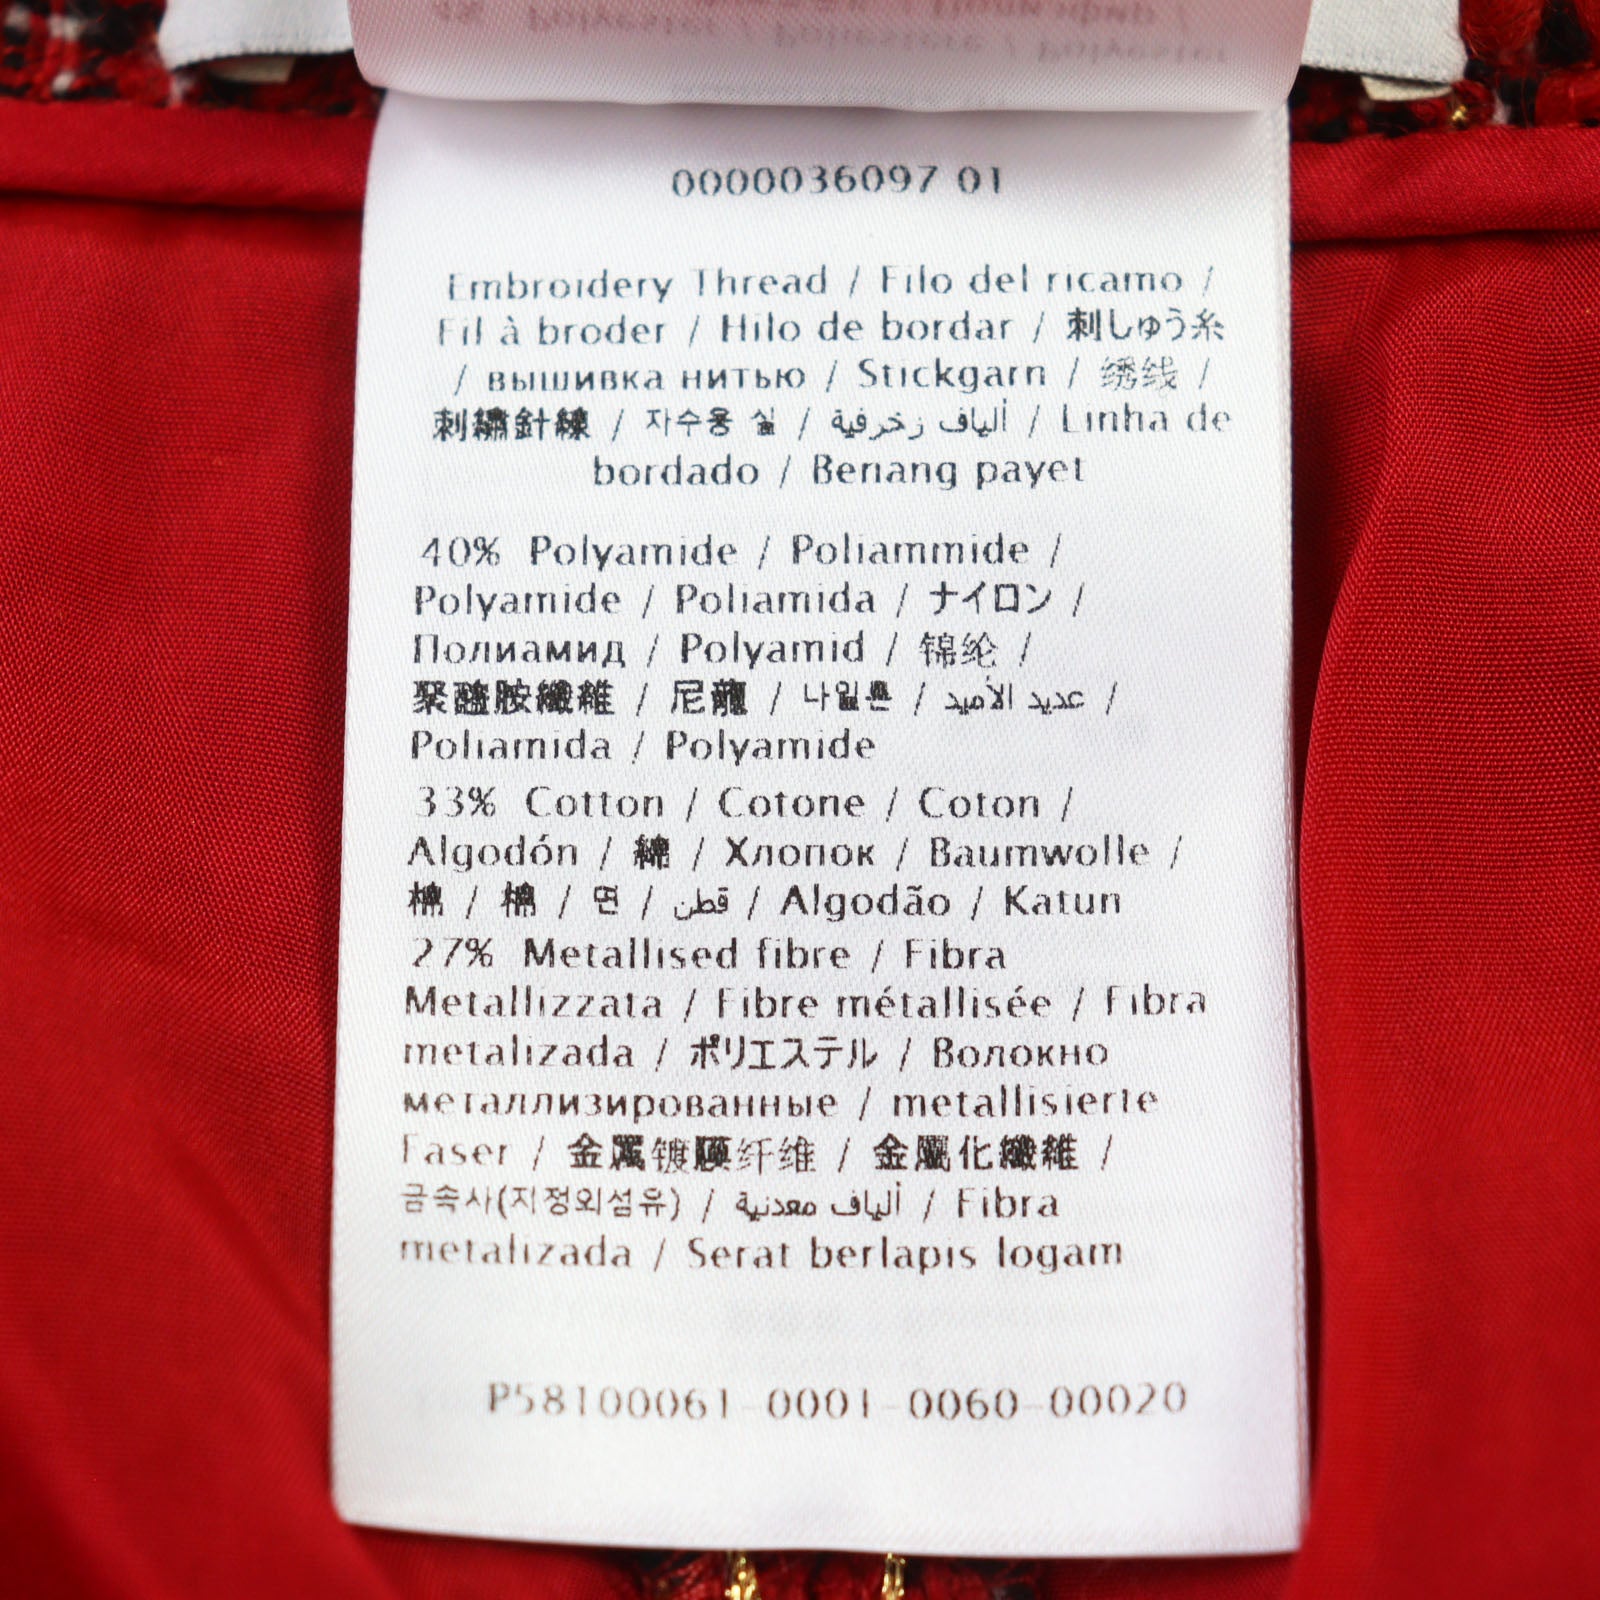 4% Polyester / Poliestere / Polyester
0000036097 01
Embroidery Thread / Filo del ricamo /
Fil à broder / Hilo de bordar / 刺しゅう糸
/ вышивка нитью / Stickgarn / 绣线 /
刺繡針線 / 자수용 실 / ألياف زخرفية / Linha de
bordado / Benang payet
40% Polyamide / Poliammide /
Polyamide / Poliamida / ナイロン /
Полиамид / Polyamid / 锦纶 /
聚醯胺纖維 / 尼龍 / 나일론 / عديد الأميد /
Poliamida / Polyamide
33% Cotton / Cotone / Coton /
Algodón / 綿 / Хлопок / Baumwolle /
棉 / 棉 / 면 / قطن / Algodão / Katun
27% Metallised fibre / Fibra
Metallizzata / Fibre métallisée / Fibra
metalizada / ポリエステル / Волокно
металлизированные / metallisierte
Faser / 金属镀膜纤维 / 金屬化纖維 /
금속사(지정외섬유) / ألياف معدنية / Fibra
metalizada / Serat berlapis logam
P58100061-0001-0060-00020